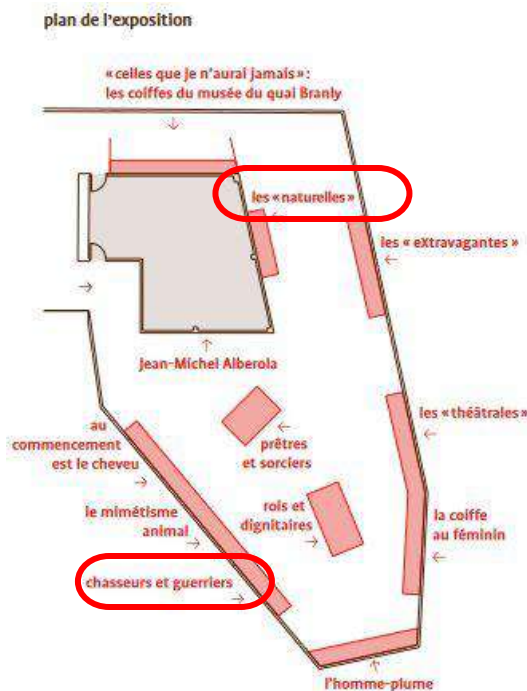 plan de l'exposition
« celles que je n'aurai jamais » :
les coiffes du musée du quai Branly
les « naturelles »
les « eXtravagantes »
Jean-Michel Alberola
les « théâtrales »
au
commencement
est le cheveu
prêtres
et sorciers
le mimétisme
animal
rois et
dignitaires
la coiffe
au féminin
chasseurs et guerriers
l'homme-plume